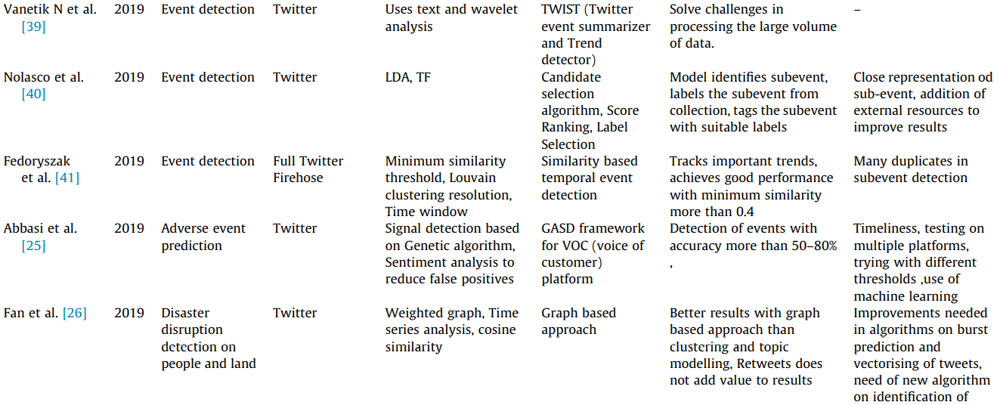 Vanetik N et al. 2019 Event detection Twitter Uses text and wavelet TWIST (Twitter Solve challenges in –
[39] analysis event summarizer processing the large volume
and Trend of data.
detector)
Nolasco et al. 2019 Event detection Twitter LDA, TF Candidate Model identifies subevent, Close representation od
[40] selection labels the subevent from sub-event, addition of
algorithm, Score collection, tags the subevent external resources to
Ranking, Label with suitable labels improve results
Selection
Fedoryszak 2019 Event detection Full Twitter Minimum similarity Similarity based Tracks important trends, Many duplicates in
et al. [41] Firehose threshold, Louvain temporal event achieves good performance subevent detection
clustering resolution, detection with minimum similarity
Time window more than 0.4
Abbasi et al. 2019 Adverse event Twitter Signal detection based GASD framework Detection of events with Timeliness, testing on
[25] prediction on Genetic algorithm, for VOC (voice of accuracy more than 50–80% multiple platforms,
Sentiment analysis to customer) , trying with different
reduce false positives platform thresholds ,use of
machine learning
Fan et al. [26] 2019 Disaster Twitter Weighted graph, Time Graph based Better results with graph Improvements needed
disruption series analysis, cosine approach based approach than in algorithms on burst
detection on similarity clustering and topic prediction and
people and land modelling, Retweets does vectorising of tweets,
not add value to results need of new algorithm
on identification of